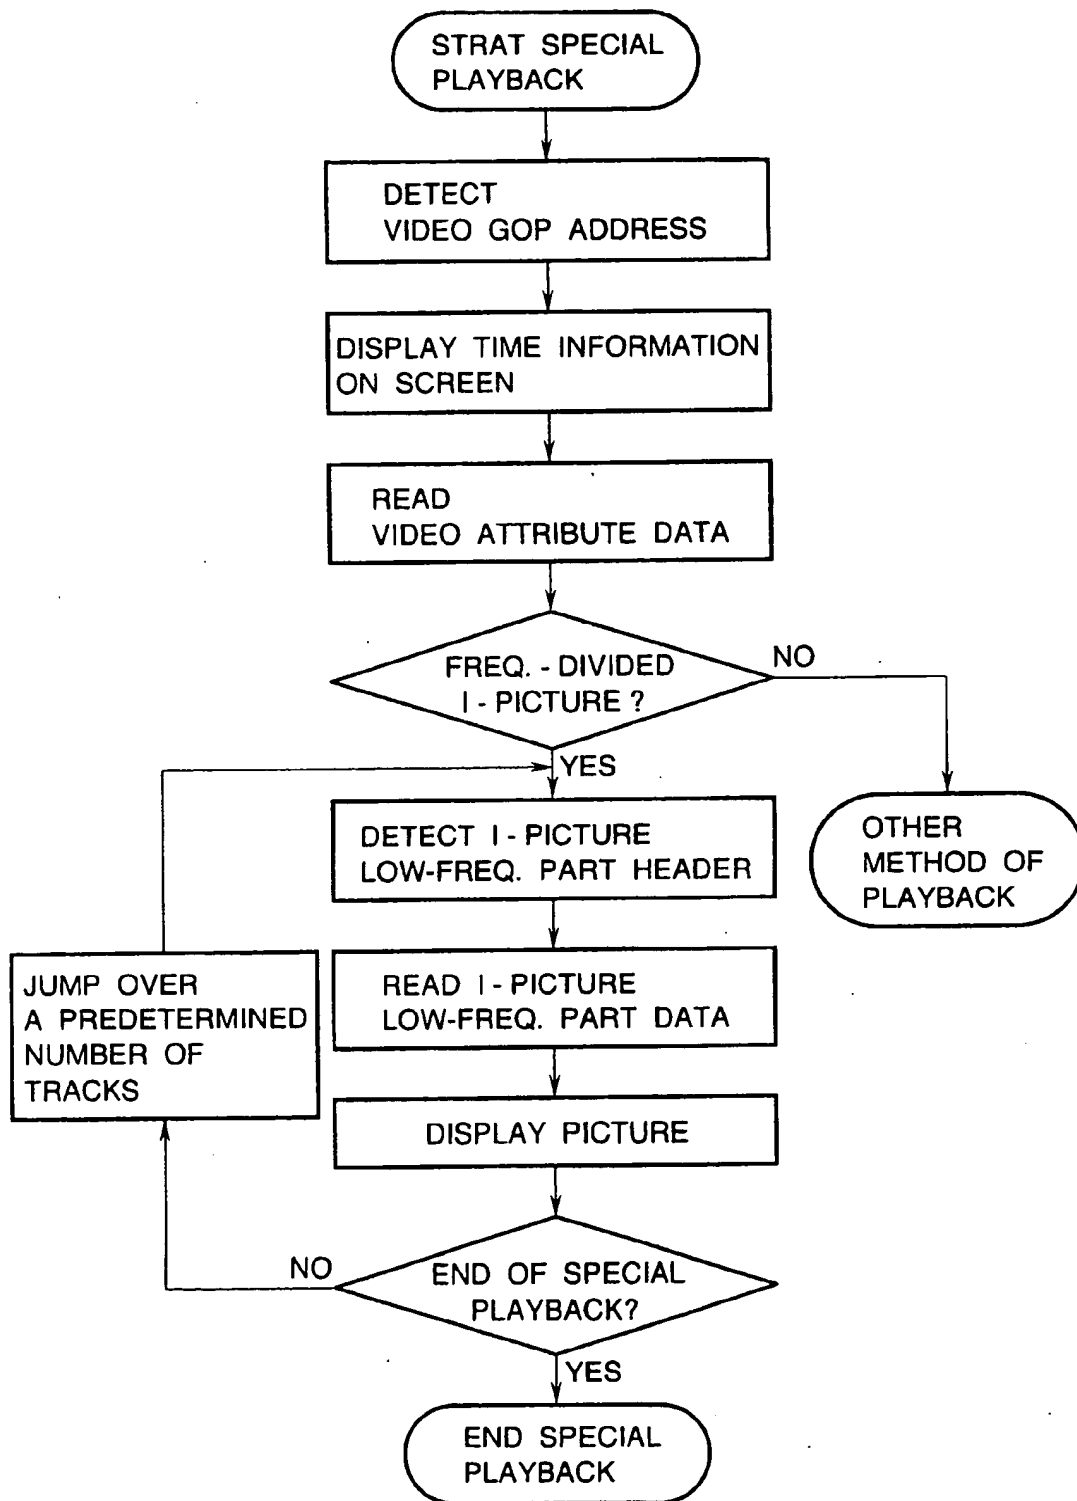 STRAT SPECIAL
PLAYBACK
DETECT
VIDEO GOP ADDRESS
DISPLAY TIME INFORMATION
ON SCREEN
READ
VIDEO ATTRIBUTE DATA
FREQ. - DIVIDED
I - PICTURE ?
NO
YES
DETECT I - PICTURE
LOW-FREQ. PART HEADER
OTHER
METHOD OF
PLAYBACK
JUMP OVER
A PREDETERMINED
NUMBER OF
TRACKS
READ I - PICTURE
LOW-FREQ. PART DATA
DISPLAY PICTURE
NO
END OF SPECIAL
PLAYBACK?
YES
END SPECIAL
PLAYBACK